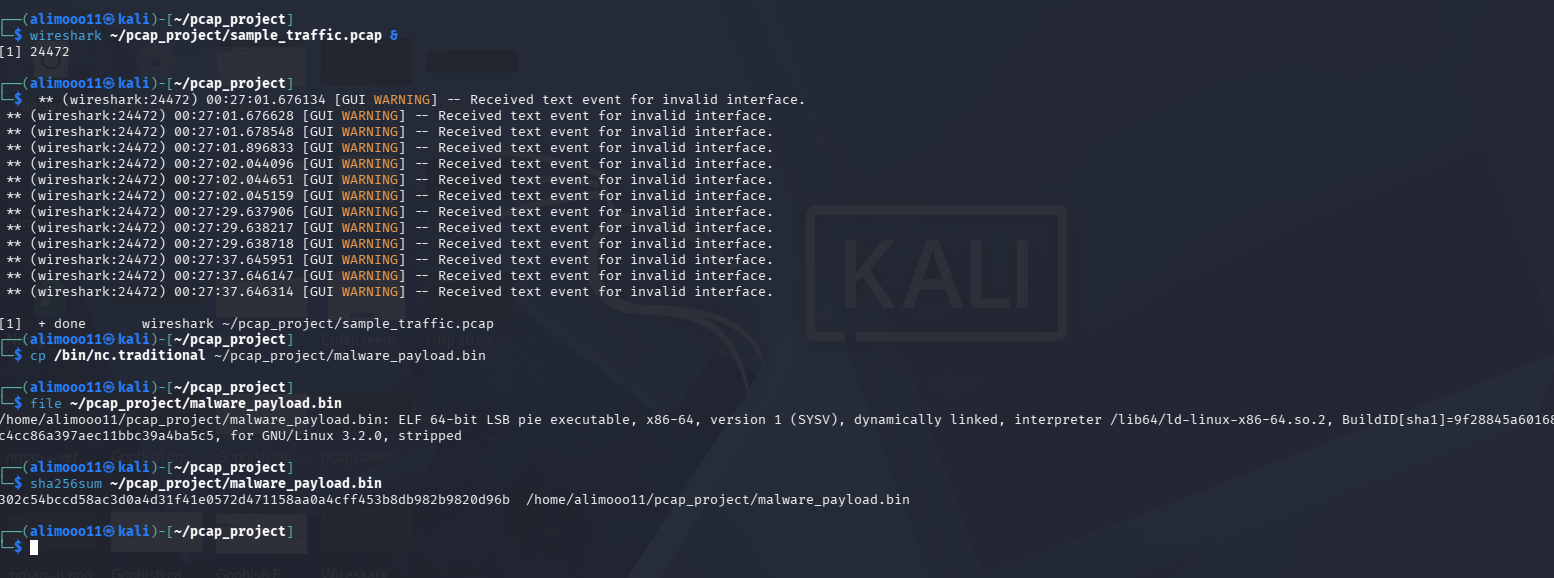 ┌──(alimooo11㉿kali)-[~/pcap_project]
└─$ wireshark ~/pcap_project/sample_traffic.pcap &
[1] 24472
┌──(alimooo11㉿kali)-[~/pcap_project]
└─$  ** (wireshark:24472) 00:27:01.676134 [GUI WARNING] -- Received text event for invalid interface.
 ** (wireshark:24472) 00:27:01.676628 [GUI WARNING] -- Received text event for invalid interface.
 ** (wireshark:24472) 00:27:01.678548 [GUI WARNING] -- Received text event for invalid interface.
 ** (wireshark:24472) 00:27:01.896833 [GUI WARNING] -- Received text event for invalid interface.
 ** (wireshark:24472) 00:27:02.044096 [GUI WARNING] -- Received text event for invalid interface.
 ** (wireshark:24472) 00:27:02.044651 [GUI WARNING] -- Received text event for invalid interface.
 ** (wireshark:24472) 00:27:02.045159 [GUI WARNING] -- Received text event for invalid interface.
 ** (wireshark:24472) 00:27:29.637906 [GUI WARNING] -- Received text event for invalid interface.
 ** (wireshark:24472) 00:27:29.638217 [GUI WARNING] -- Received text event for invalid interface.
 ** (wireshark:24472) 00:27:29.638718 [GUI WARNING] -- Received text event for invalid interface.
 ** (wireshark:24472) 00:27:37.645951 [GUI WARNING] -- Received text event for invalid interface.
 ** (wireshark:24472) 00:27:37.646147 [GUI WARNING] -- Received text event for invalid interface.
 ** (wireshark:24472) 00:27:37.646314 [GUI WARNING] -- Received text event for invalid interface.
[1]  + done       wireshark ~/pcap_project/sample_traffic.pcap
┌──(alimooo11㉿kali)-[~/pcap_project]
└─$ cp /bin/nc.traditional ~/pcap_project/malware_payload.bin
┌──(alimooo11㉿kali)-[~/pcap_project]
└─$ file ~/pcap_project/malware_payload.bin
/home/alimooo11/pcap_project/malware_payload.bin: ELF 64-bit LSB pie executable, x86-64, version 1 (SYSV), dynamically linked, interpreter /lib64/ld-linux-x86-64.so.2, BuildID[sha1]=9f28845a60168
c4cc86a397aec11bbc39a4ba5c5, for GNU/Linux 3.2.0, stripped
┌──(alimooo11㉿kali)-[~/pcap_project]
└─$ sha256sum ~/pcap_project/malware_payload.bin
302c54bccd58ac3d0a4d31f41e0572d471158aa0a4cff453b8db982b9820d96b  /home/alimooo11/pcap_project/malware_payload.bin
┌──(alimooo11㉿kali)-[~/pcap_project]
└─$
KALI